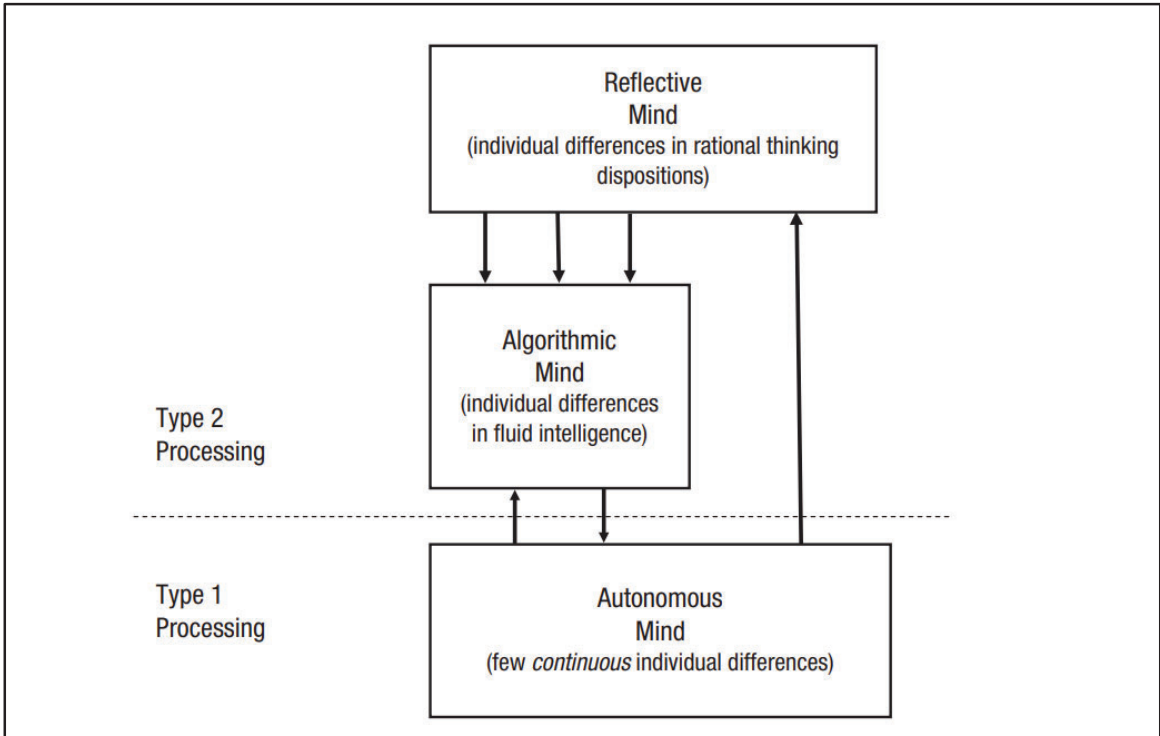 Reflective
Mind
(individual differences in rational thinking
dispositions)
Algorithmic
Mind
(individual differences
in fluid intelligence)
Type 2
Processing
Type 1
Processing
Autonomous
Mind
(few continuous individual differences)